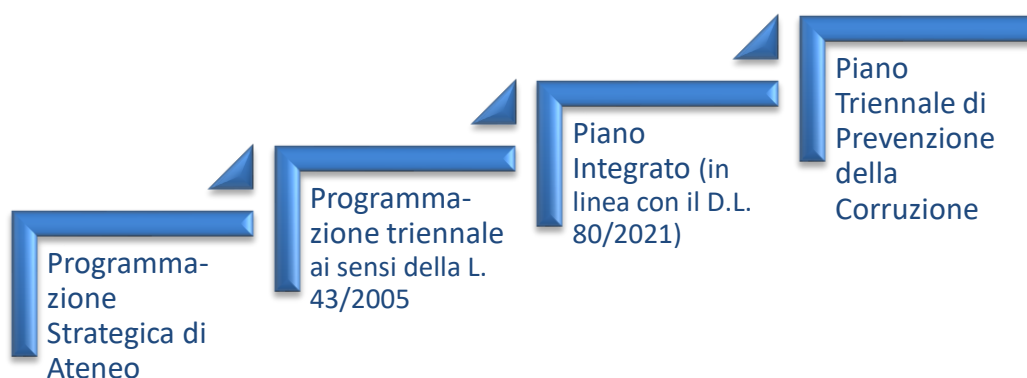 Programma-
zione
Strategica di
Ateneo
Programma-
zione triennale
ai sensi della L.
43/2005
Piano
Integrato (in
linea con il D.L.
80/2021)
Piano
Triennale di
Prevenzione
della
Corruzione